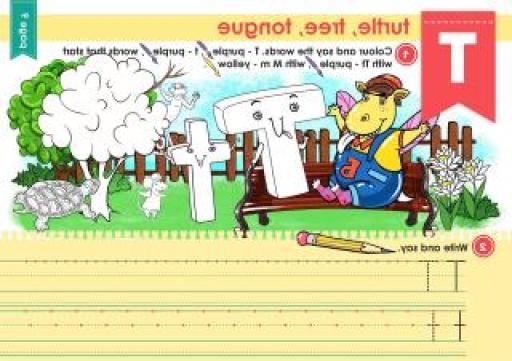 turtle, tree, tongue
T
page 6
1 Colour and say the words. T - purple, t - purple, words that start
with Tt - purple, with M m - yellow
a
2 Write and say.
T
t